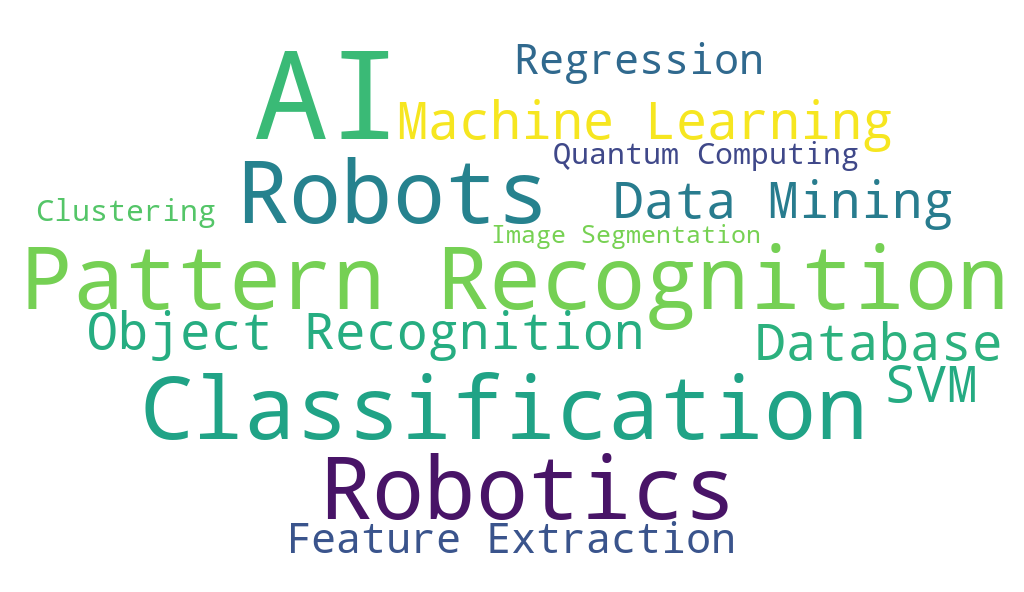 AI
Regression
Machine Learning
Quantum Computing
Robots
Data Mining
Clustering
Image Segmentation
Pattern Recognition
Object Recognition
Database
SVM
Classification
Robotics
Feature Extraction